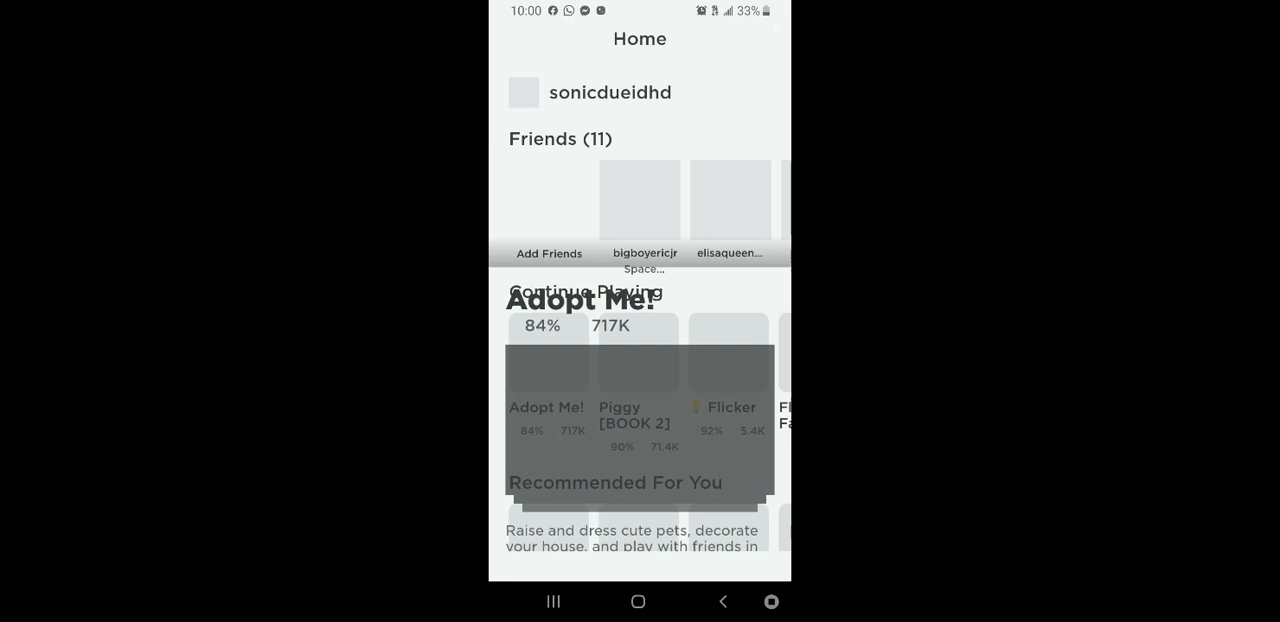 10:00 33%
Home
sonicdueidhd
Friends (11)
Add Friends bigboyericjr elisaqueen...
Space...
Continue Playing
Adopt Me!
84% 717K
Adopt Me! Piggy Flicker Fl
[BOOK 2] Fa
84% 717K 92% 5.4K
90% 71.4K
Recommended For You
Raise and dress cute pets, decorate
your house, and play with friends in